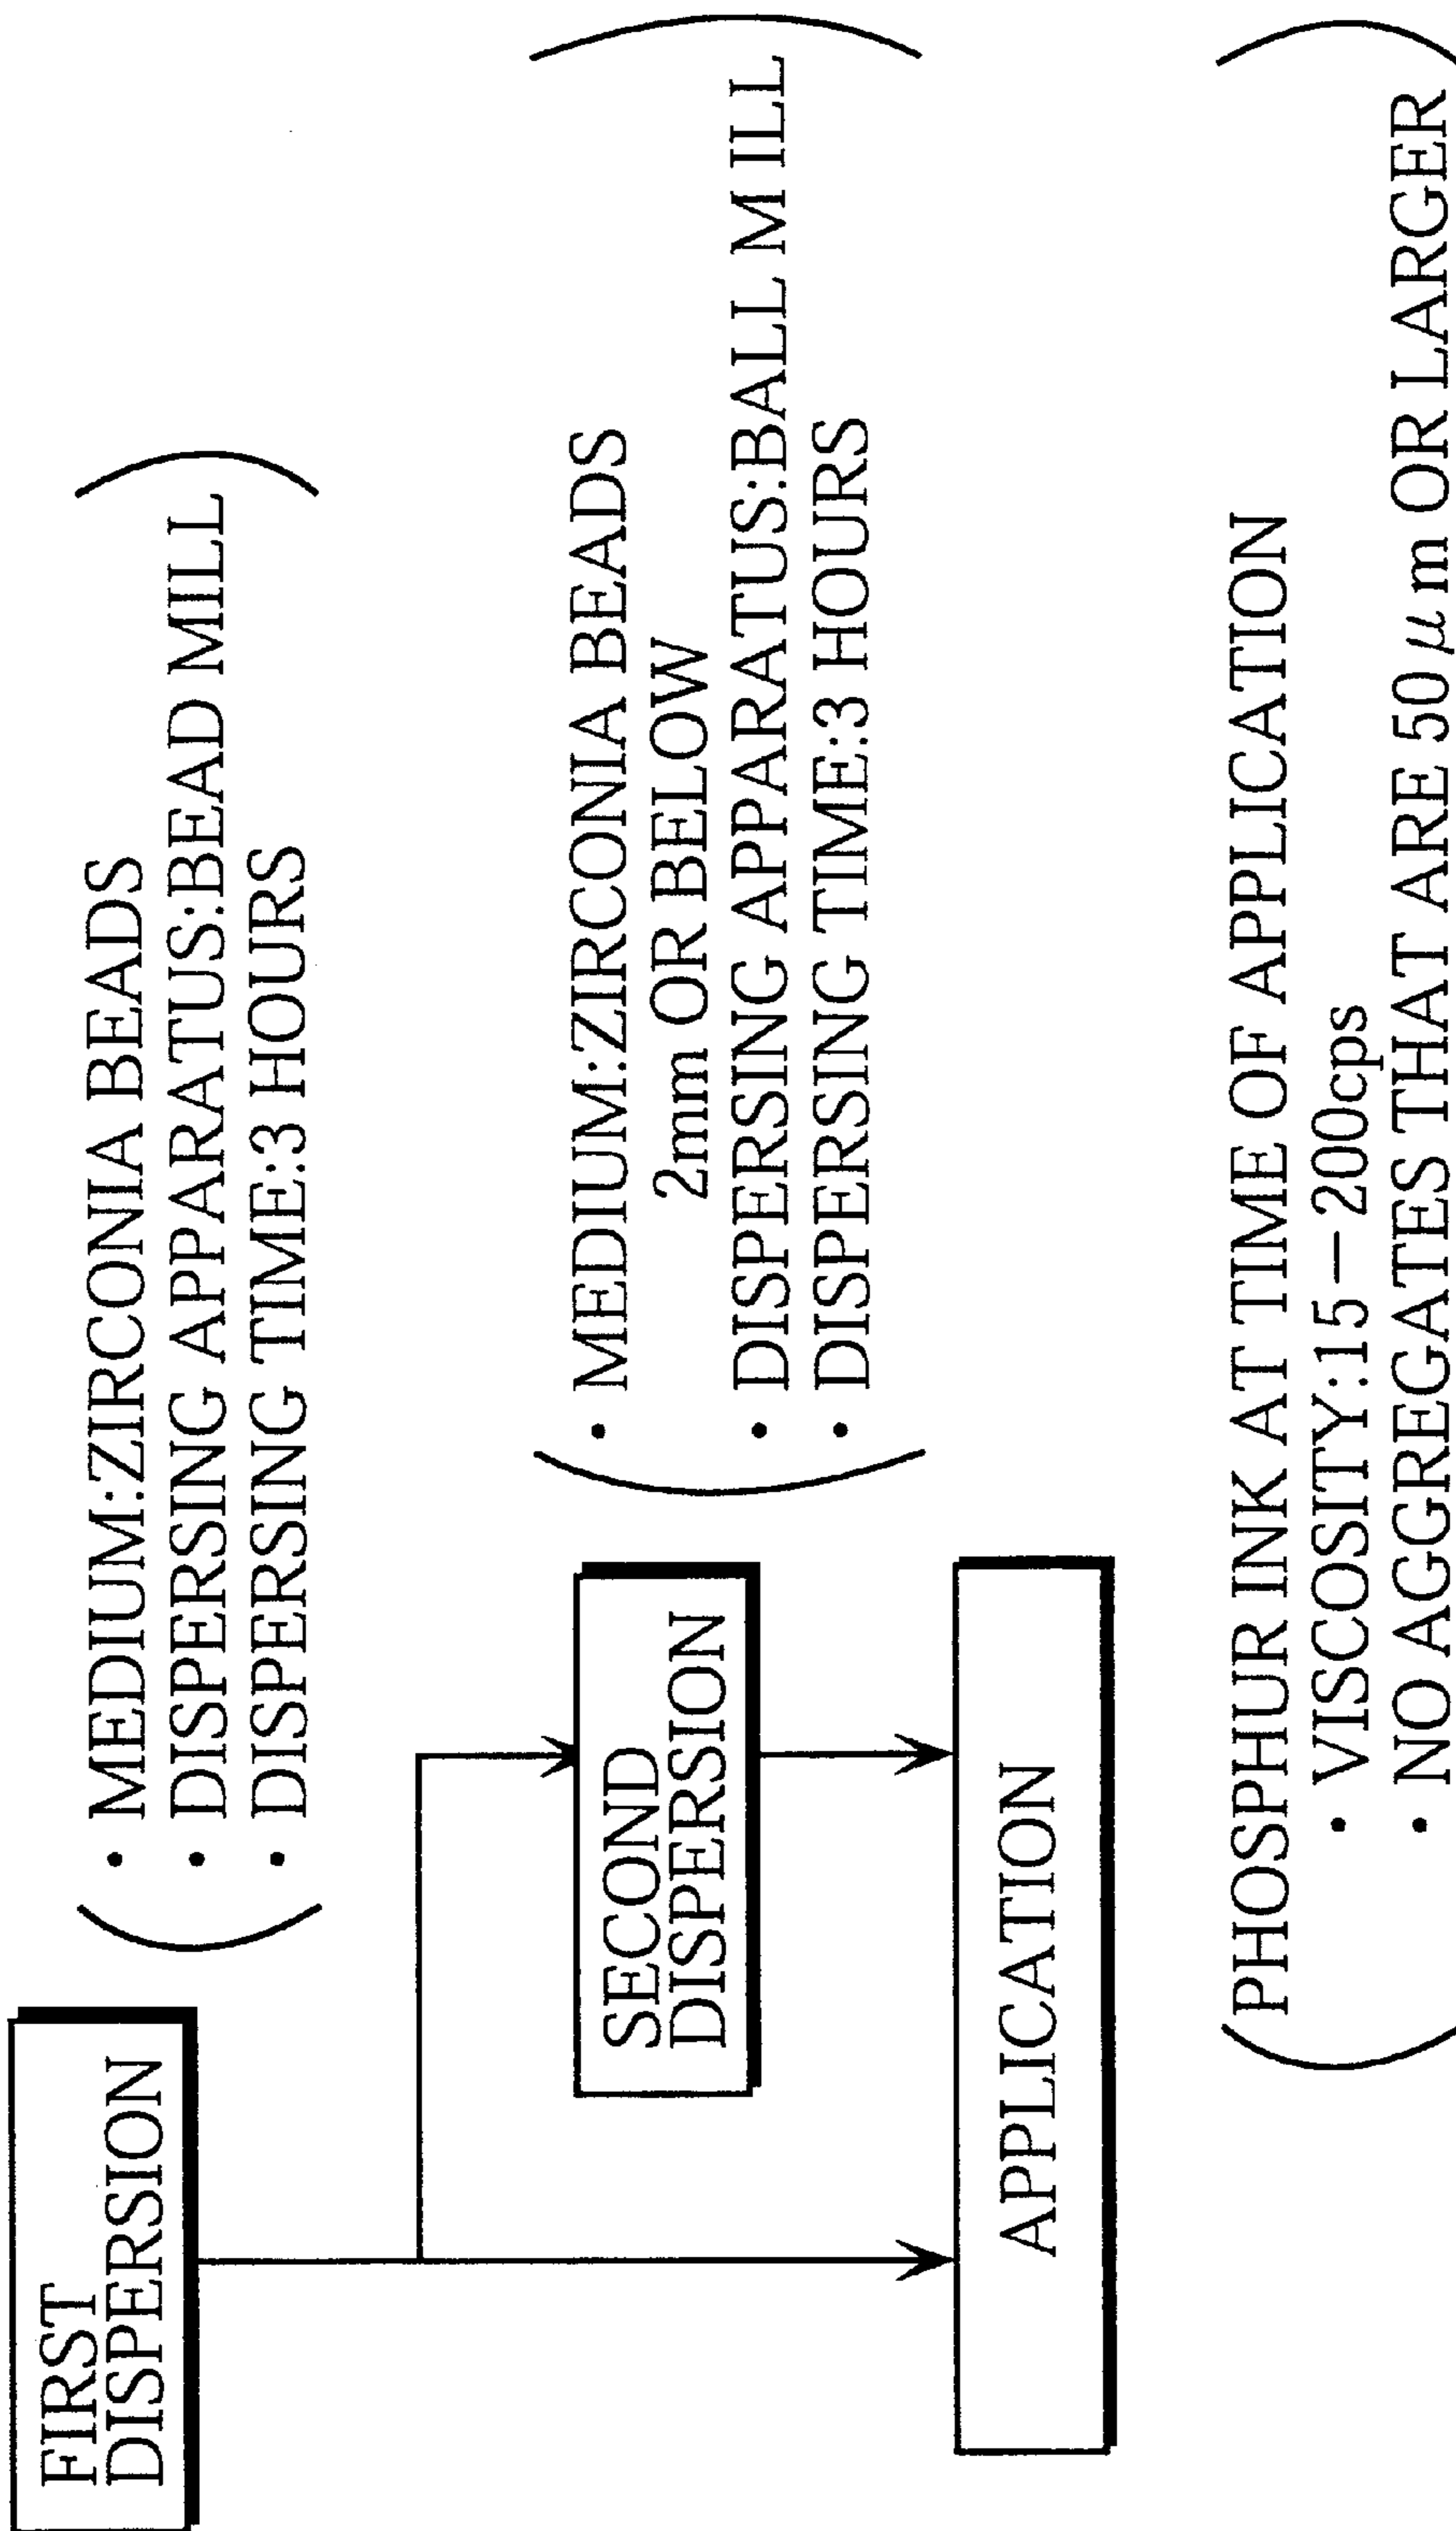 FIRST
DISPERSION
・MEDIUM:ZIRCONIA BEADS
・DISPERSING APPARATUS:BEAD MILL
・DISPERSING TIME:3 HOURS
SECOND
DISPERSION
・MEDIUM:ZIRCONIA BEADS
2mm OR BELOW
・DISPERSING APPARATUS:BALL M ILL
・DISPERSING TIME:3 HOURS
APPLICATION
PHOSPHUR INK AT TIME OF APPLICATION
・VISCOSITY:15－200cps
・NO AGGREGATES THAT ARE 50μm OR LARGER